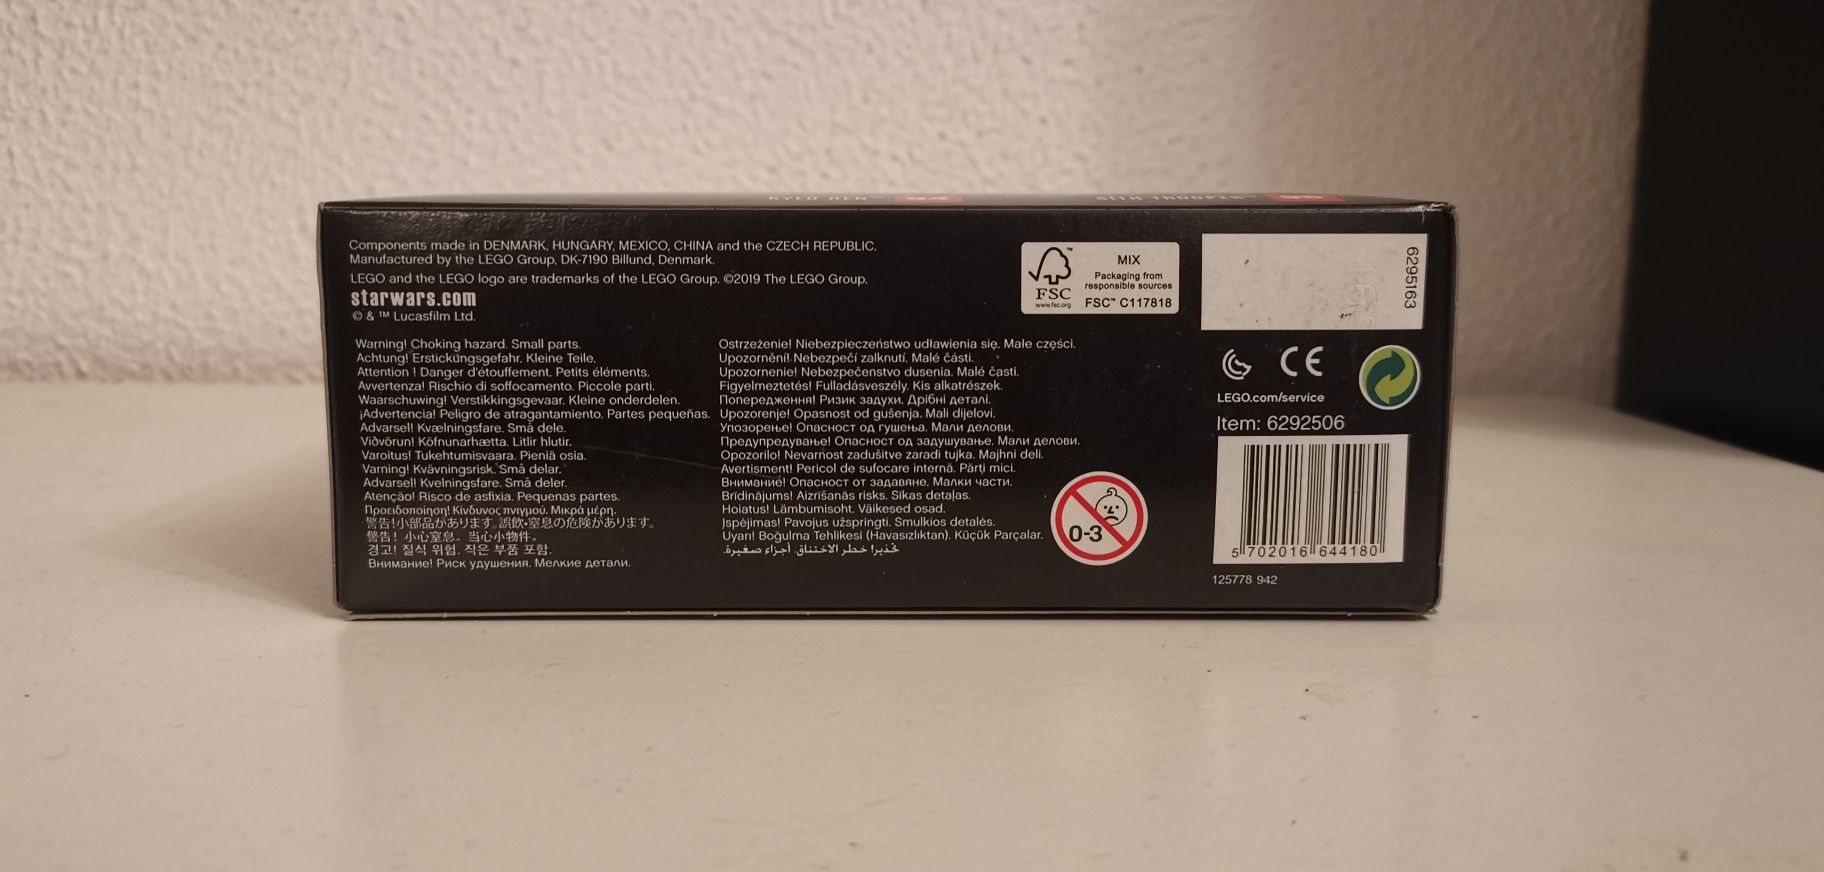 KYLO REN™
SITH TROOPER™
Components made in DENMARK, HUNGARY, MEXICO, CHINA and the CZECH REPUBLIC.
Manufactured by the LEGO Group, DK-7190 Billund, Denmark.
LEGO and the LEGO logo are trademarks of the LEGO Group. ©2019 The LEGO Group.
starwars.com
© & ™ Lucasfilm Ltd.
Warning! Choking hazard. Small parts.
Achtung! Erstickungsgefahr. Kleine Teile.
Attention ! Danger d'étouffement. Petits éléments.
Avvertenza! Rischio di soffocamento. Piccole parti.
Waarschuwing! Verstikkingsgevaar. Kleine onderdelen.
¡Advertencia! Peligro de atragantamiento. Partes pequeñas.
Advarsel! Kvælningsfare. Små dele.
Viðvörun! Köfnunarhætta. Litlir hlutir.
Varoitus! Tukehtumisvaara. Pieniä osia.
Varning! Kvävningsrisk. Små delar.
Advarsel! Kvelningsfare. Små deler.
Atenção! Risco de asfixia. Pequenas partes.
Προειδοποίηση! Κίνδυνος πνιγμού. Μικρά μέρη.
警告!小部品があります。誤飲•窒息の危険があります。
警告! 小心窒息。当心小物件。
경고! 질식 위험. 작은 부품 포함.
Внимание! Риск удушения. Мелкие детали.
Ostrzeżenie! Niebezpieczeństwo udławienia się. Małe części.
Upozornění! Nebezpečí zalknutí. Malé části.
Upozornenie! Nebezpečenstvo dusenia. Malé časti.
Figyelmeztetés! Fulladásveszély. Kis alkatrészek.
Попередження! Ризик задухи. Дрібні деталі.
Upozorenje! Opasnost od gušenja. Mali dijelovi.
Упозорење! Опасност од гушења. Мали делови.
Предупредување! Опасност од задушување. Мали делови.
Opozorilo! Nevarnost zadušitve zaradi tujka. Majhni deli.
Avertisment! Pericol de sufocare internă. Părţi mici.
Внимание! Опасност от задавяне. Малки части.
Brīdinājums! Aizrīšanās risks. Sīkas detaļas.
Hoiatus! Lämbumisoht. Väikesed osad.
Įspėjimas! Pavojus užspringti. Smulkios detalės.
Uyarı! Boğulma Tehlikesi (Havasızlıktan). Küçük Parçalar.
تحذير! خطر الاختناق. أجزاء صغيرة.
0-3
FSC™
www.fsc.org
MIX
Packaging from
responsible sources
FSC™ C117818
6295163
CE
LEGO.com/service
Item: 6292506
5 702016 644180
125778 942